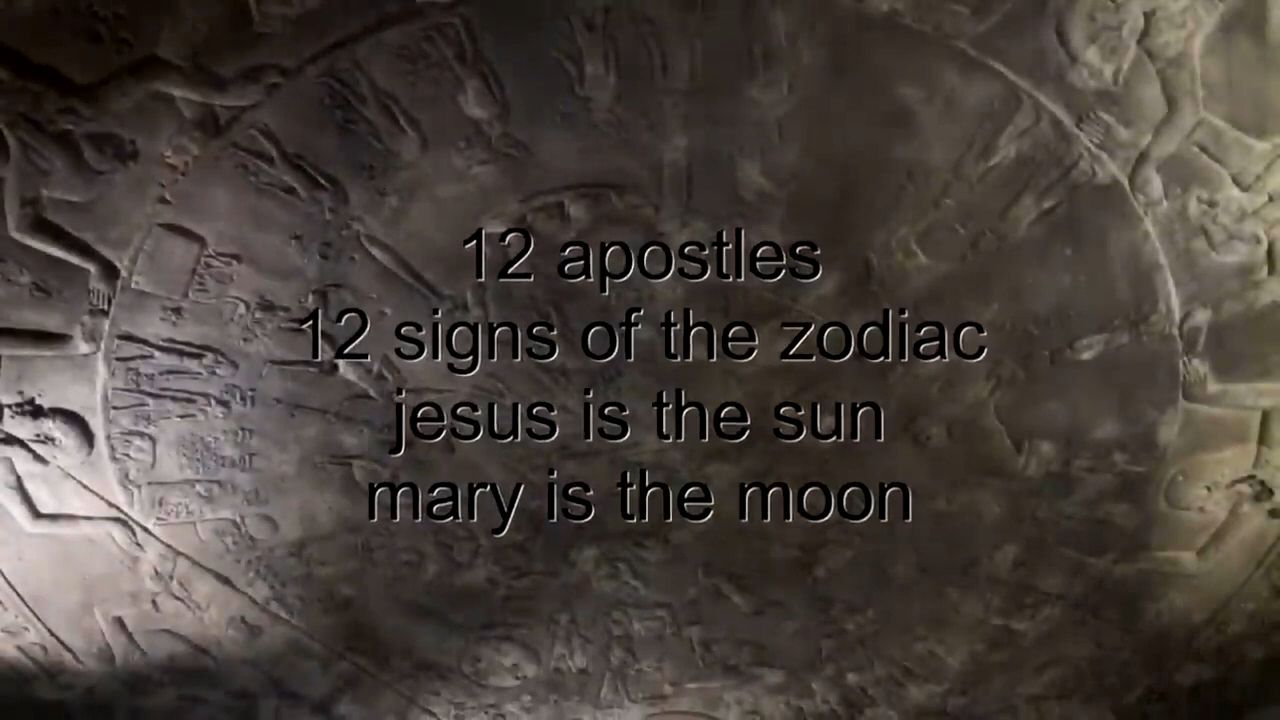 12 apostles
12 signs of the zodiac
jesus is the sun
mary is the moon